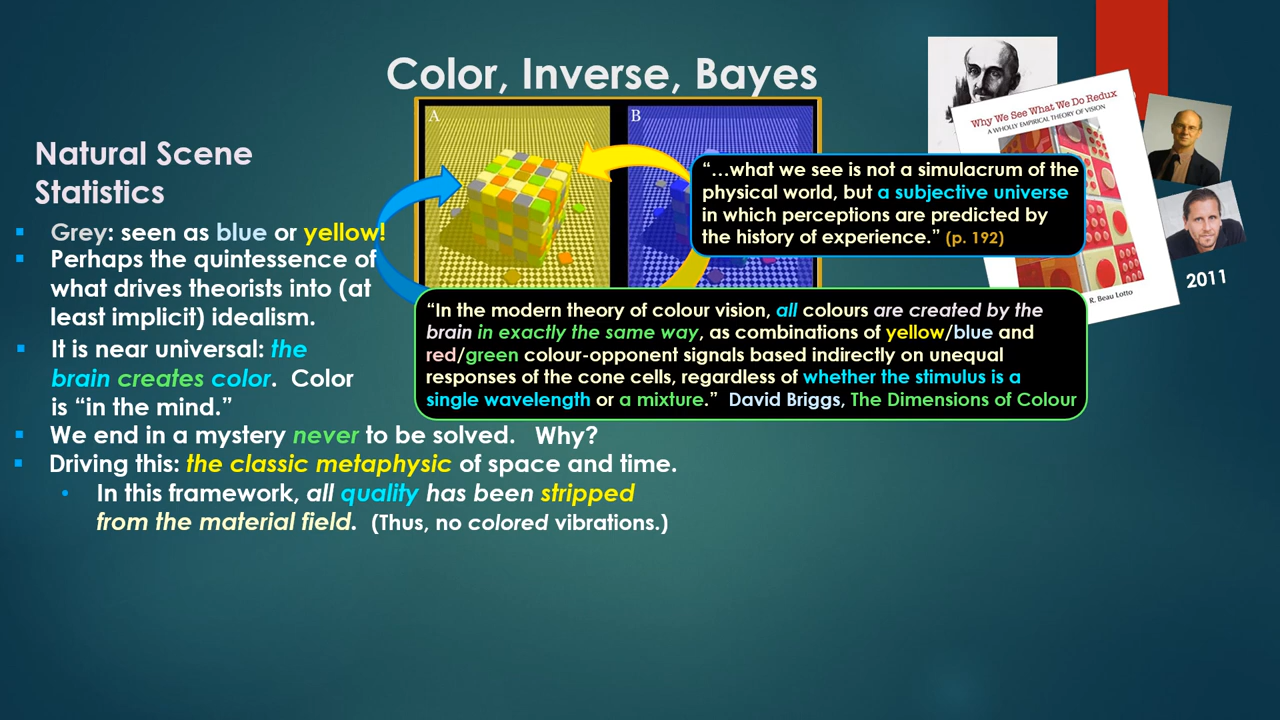 Color, Inverse, Bayes
Natural Scene
Statistics
▪ Grey: seen as blue or yellow!
▪ Perhaps the quintessence of
what drives theorists into (at
least implicit) idealism.
▪ It is near universal: the
brain creates color. Color
is “in the mind.”
▪ We end in a mystery never to be solved. Why?
▪ Driving this: the classic metaphysic of space and time.
• In this framework, all quality has been stripped
from the material field. (Thus, no colored vibrations.)
A
B
“…what we see is not a simulacrum of the
physical world, but a subjective universe
in which perceptions are predicted by
the history of experience.” (p. 192)
“In the modern theory of colour vision, all colours are created by the
brain in exactly the same way, as combinations of yellow/blue and
red/green colour-opponent signals based indirectly on unequal
responses of the cone cells, regardless of whether the stimulus is a
single wavelength or a mixture.” David Briggs, The Dimensions of Colour
Why We See What We Do Redux
A WHOLLY EMPIRICAL THEORY OF VISION
R. Beau Lotto
2011